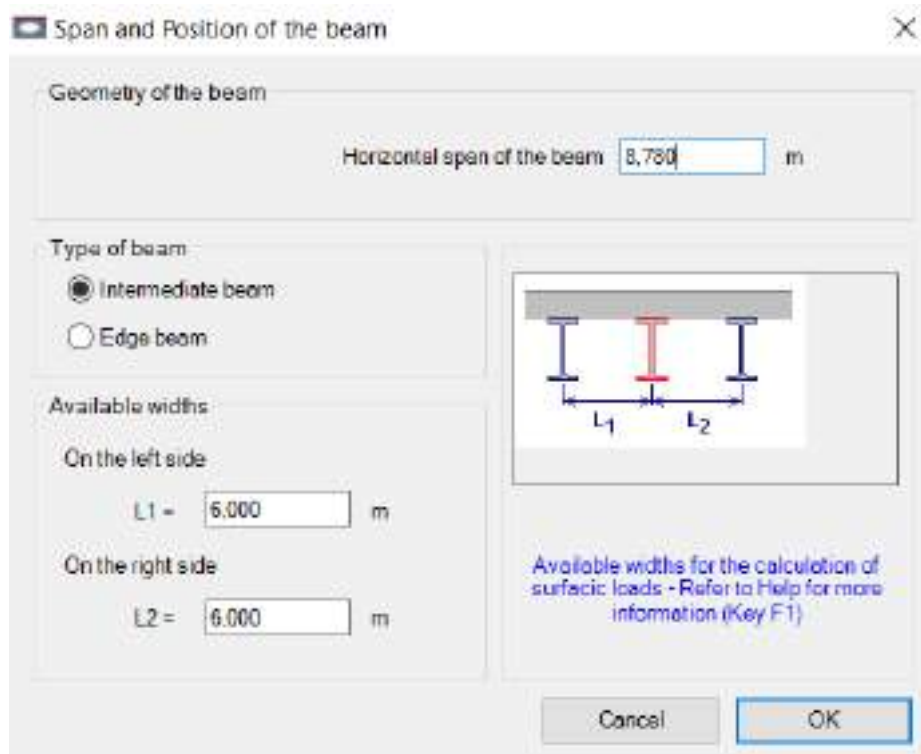 Span and Position of the beam
Geometry of the beam
Horizontal span of the beam 8,780 m
Type of beam
Intermediate beam
Edge beam
Available widths
On the left side
L1 = 6,000 m
On the right side
L2 = 6,000 m
L1 L2
Available widths for the calculation of
surfacic loads - Refer to Help for more
information (Key F1)
Cancel OK